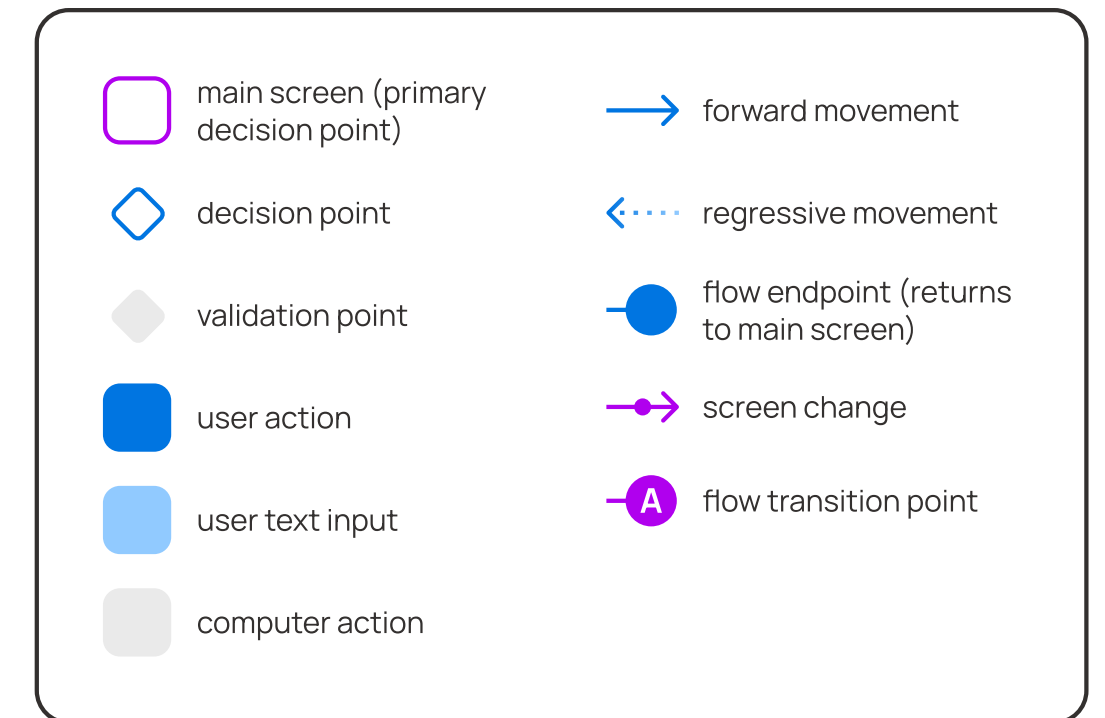 main screen (primary
decision point)
decision point
validation point
user action
user text input
computer action
forward movement
regressive movement
flow endpoint (returns
to main screen)
screen change
A
flow transition point